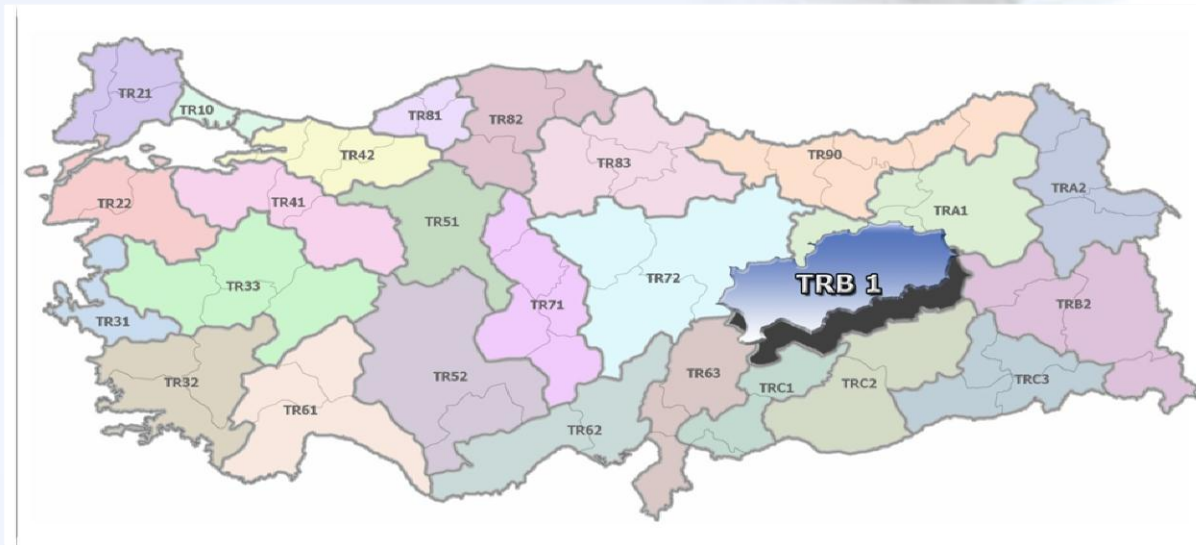 TR21
TR10
TR81
TR82
TR42
TR83
TR90
TRA2
TR22
TR41
TR51
TRA1
TR33
TR72
TRB 1
TR71
TRB2
TR31
TR32
TR52
TR63
TRC1
TRC2
TRC3
TR61
TR62